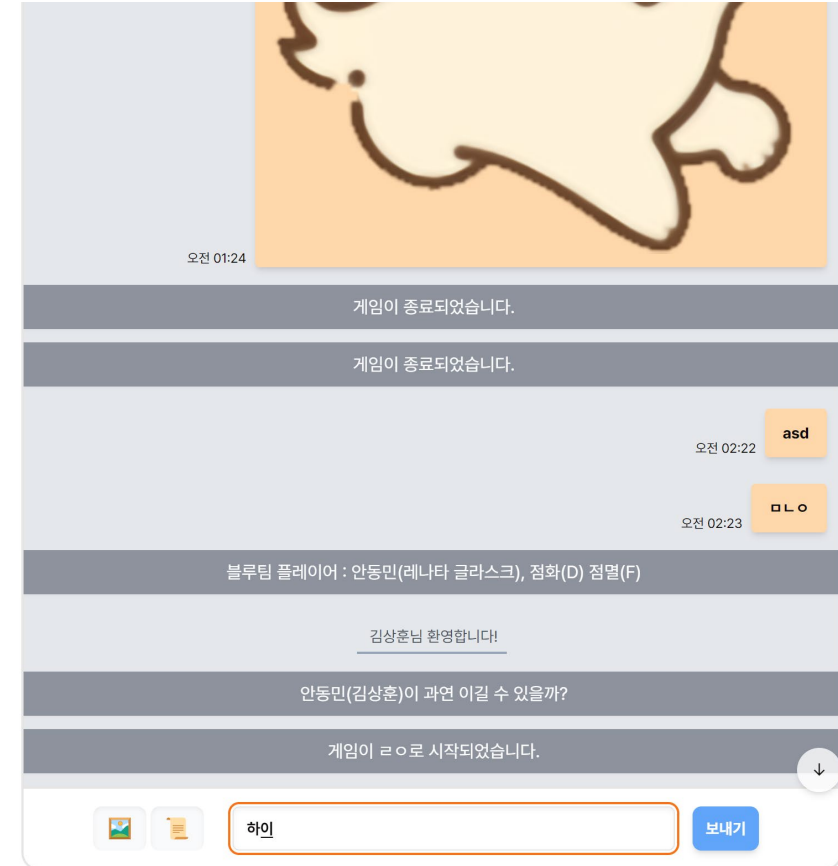 오전 01:24
게임이 종료되었습니다.
게임이 종료되었습니다.
asd
오전 02:22
ㅁㄴㅇ
오전 02:23
블루팀 플레이어 : 안동민(레나타 글라스크), 점화(D) 점멸(F)
김상훈님 환영합니다!
안동민(김상훈)이 과연 이길 수 있을까?
게임이 ㄹㅇ로 시작되었습니다.
하이
보내기